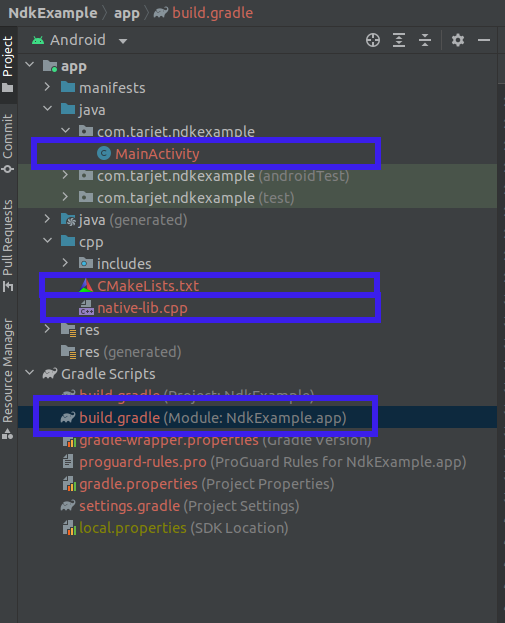 NdkExample > app > build.gradle
Project
Commit
Pull Requests
Resource Manager
Android
app
manifests
java
com.tarjet.ndkexample
MainActivity
com.tarjet.ndkexample (androidTest)
com.tarjet.ndkexample (test)
java (generated)
cpp
includes
CMakeLists.txt
native-lib.cpp
res
res (generated)
Gradle Scripts
build.gradle (Project: NdkExample)
build.gradle (Module: NdkExample.app)
gradle-wrapper.properties (Gradle Version)
proguard-rules.pro (ProGuard Rules for NdkExample.app)
gradle.properties (Project Properties)
settings.gradle (Project Settings)
local.properties (SDK Location)